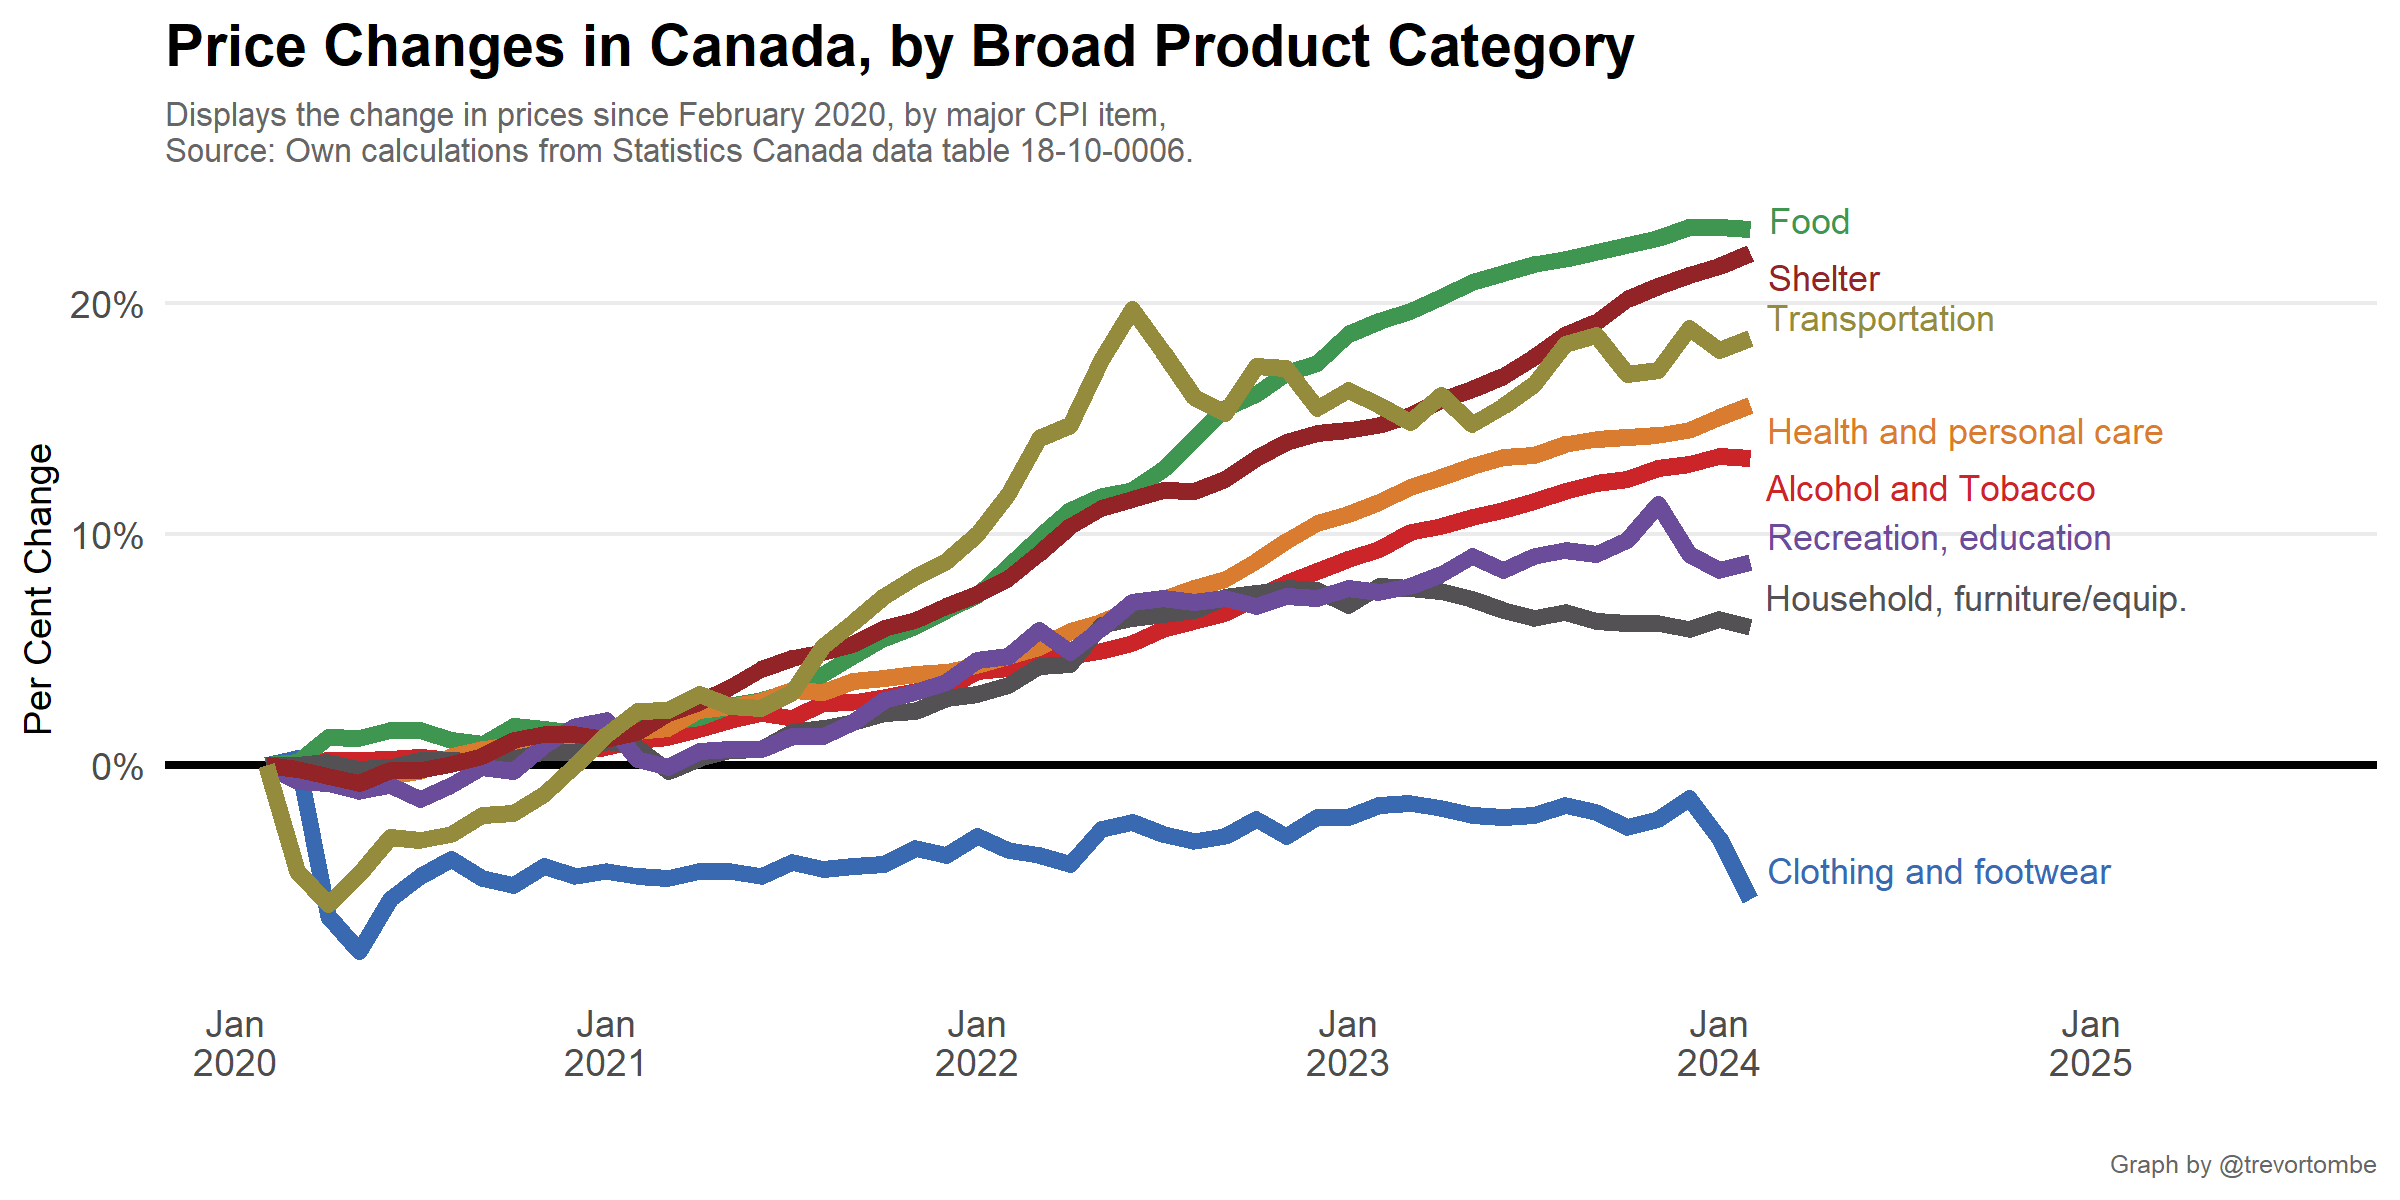 Price Changes in Canada, by Broad Product Category
Displays the change in prices since February 2020, by major CPI item,
Source: Own calculations from Statistics Canada data table 18-10-0006.
Per Cent Change
20%
10%
0%
Food
Shelter
Transportation
Health and personal care
Alcohol and Tobacco
Recreation, education
Household, furniture/equip.
Clothing and footwear
Jan
2020
Jan
2021
Jan
2022
Jan
2023
Jan
2024
Jan
2025
Graph by @trevortombe